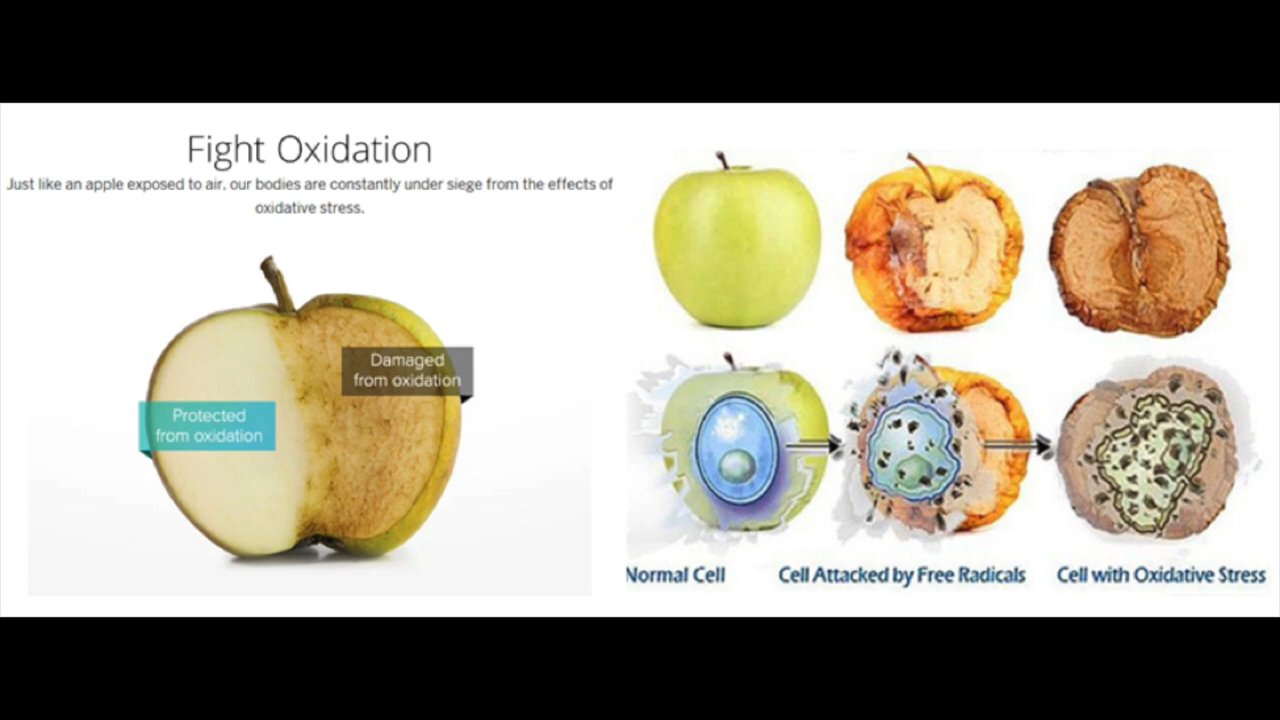 Fight Oxidation
Just like an apple exposed to air, our bodies are constantly under siege from the effects of
oxidative stress.
Damaged
from oxidation
Protected
from oxidation
Normal Cell
Cell Attacked by Free Radicals
Cell with Oxidative Stress